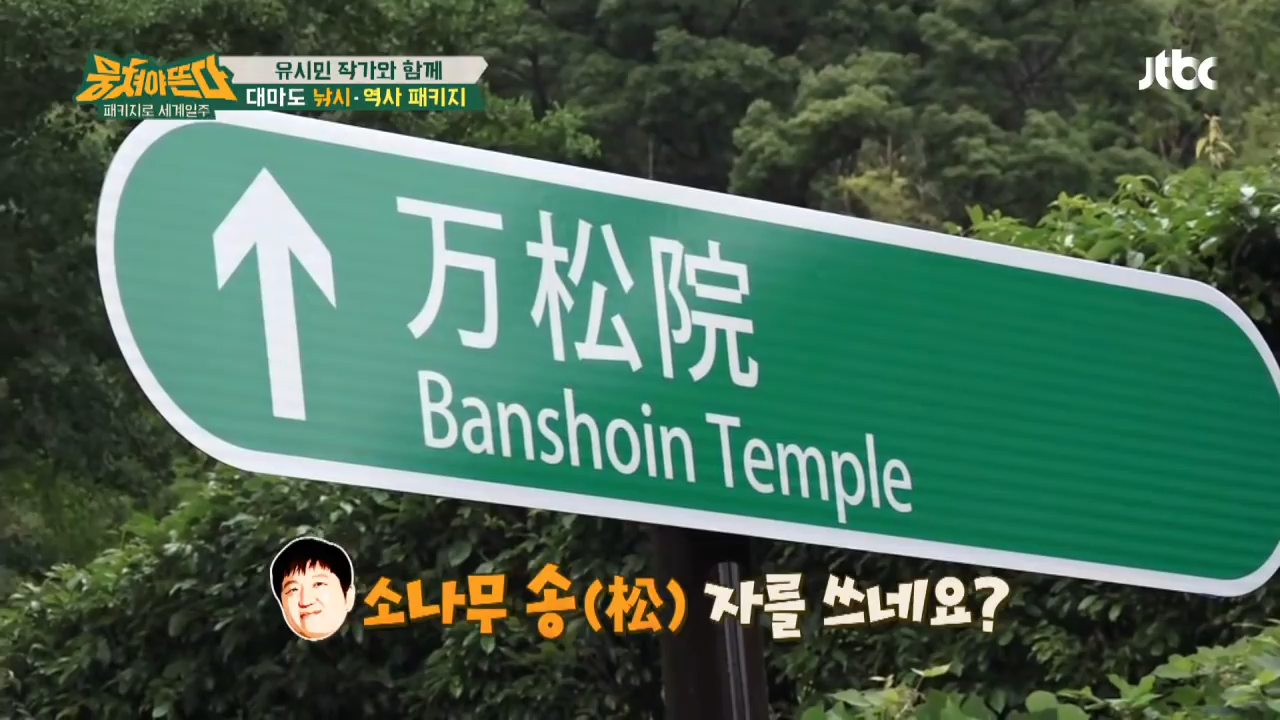 뭉쳐야 뜬다
패키지로 세계일주
유시민 작가와 함께
대마도 낚시·역사 패키지
jtbc
万松院
Banshoin Temple
소나무 송(松) 자를 쓰네요?